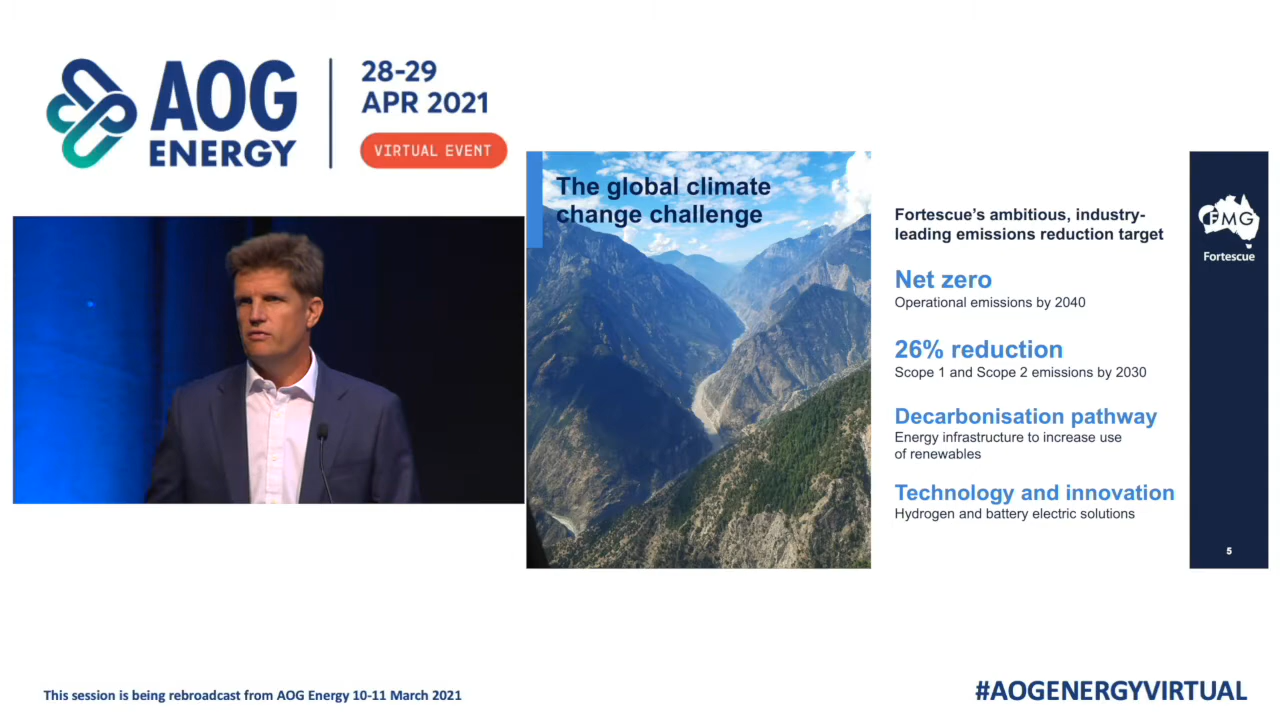 AOG
ENERGY
28-29
APR 2021
VIRTUAL EVENT
The global climate
change challenge
Fortescue's ambitious, industry-
leading emissions reduction target
Net zero
Operational emissions by 2040
26% reduction
Scope 1 and Scope 2 emissions by 2030
Decarbonisation pathway
Energy infrastructure to increase use
of renewables
Technology and innovation
Hydrogen and battery electric solutions
FMG
Fortescue
5
This session is being rebroadcast from AOG Energy 10-11 March 2021
#AOGENERGYVIRTUAL